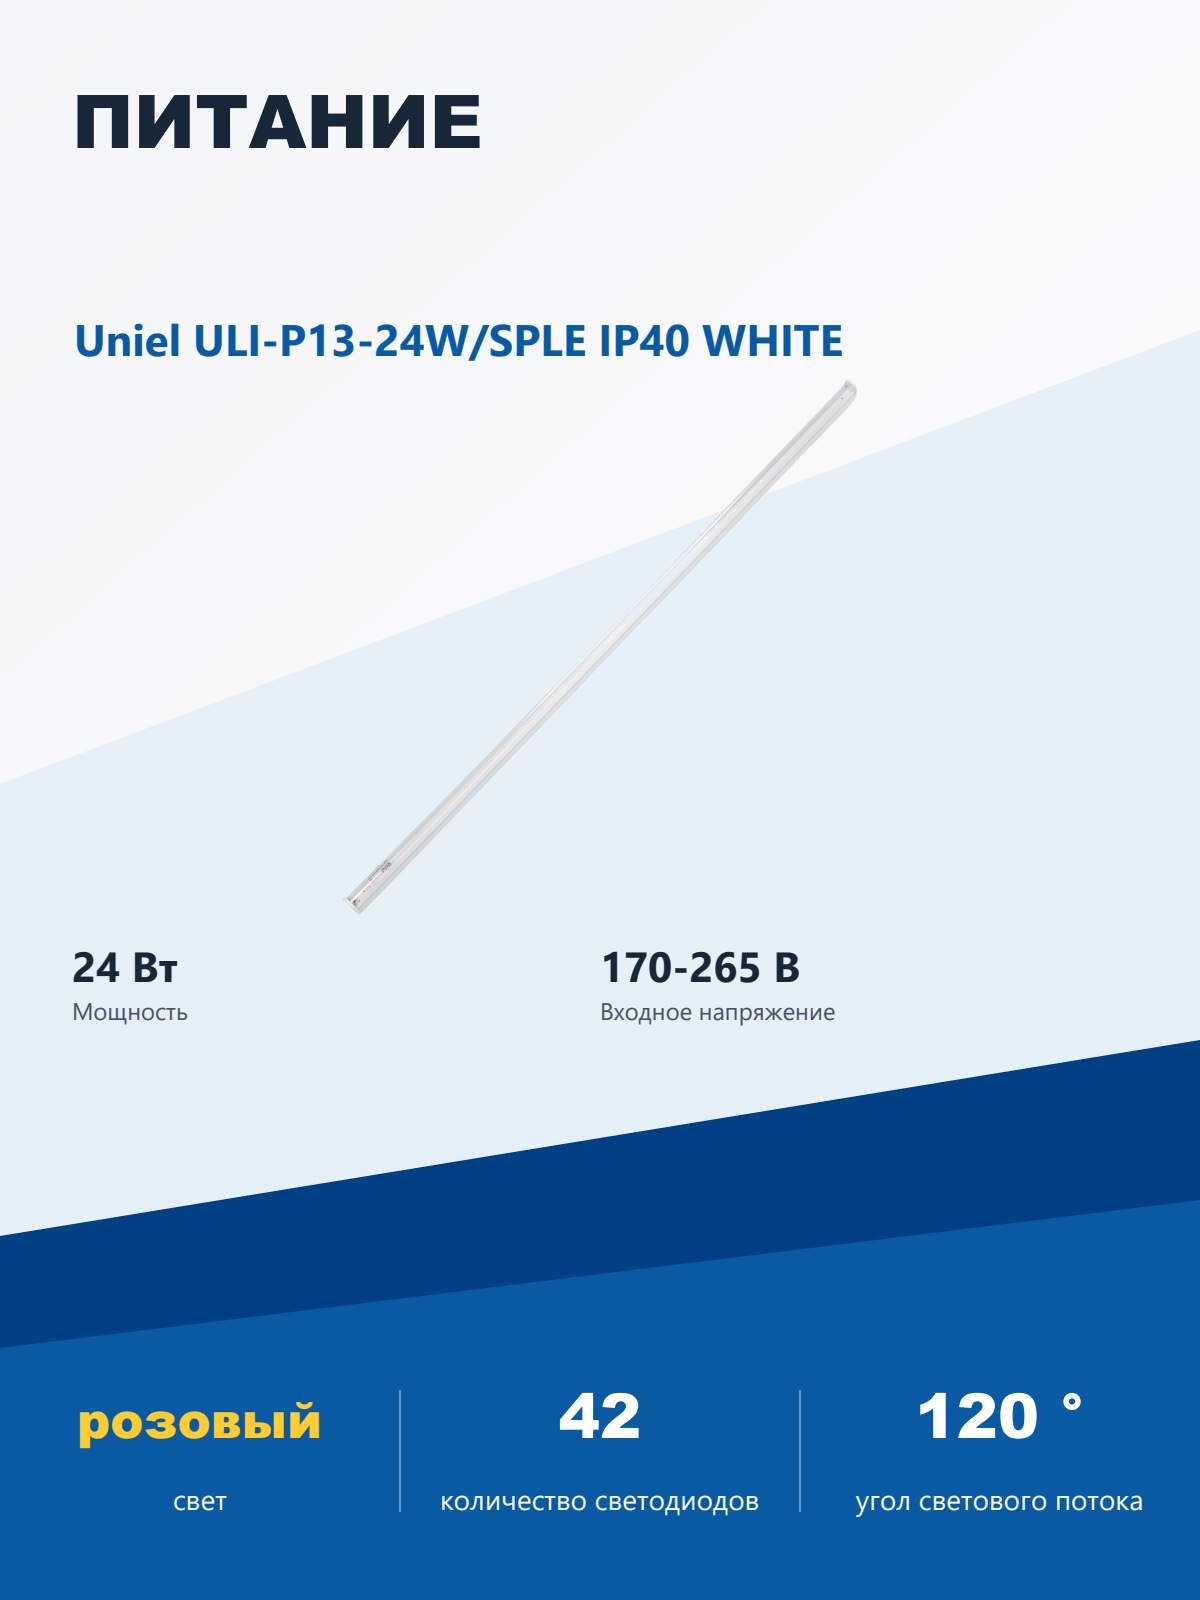 ПИТАНИЕ
Uniel ULI-P13-24W/SPLE IP40 WHITE
24 Вт
170-265 В
Мощность
Входное напряжение
розовый
42
120 °
свет
количество светодиодов
угол светового потока